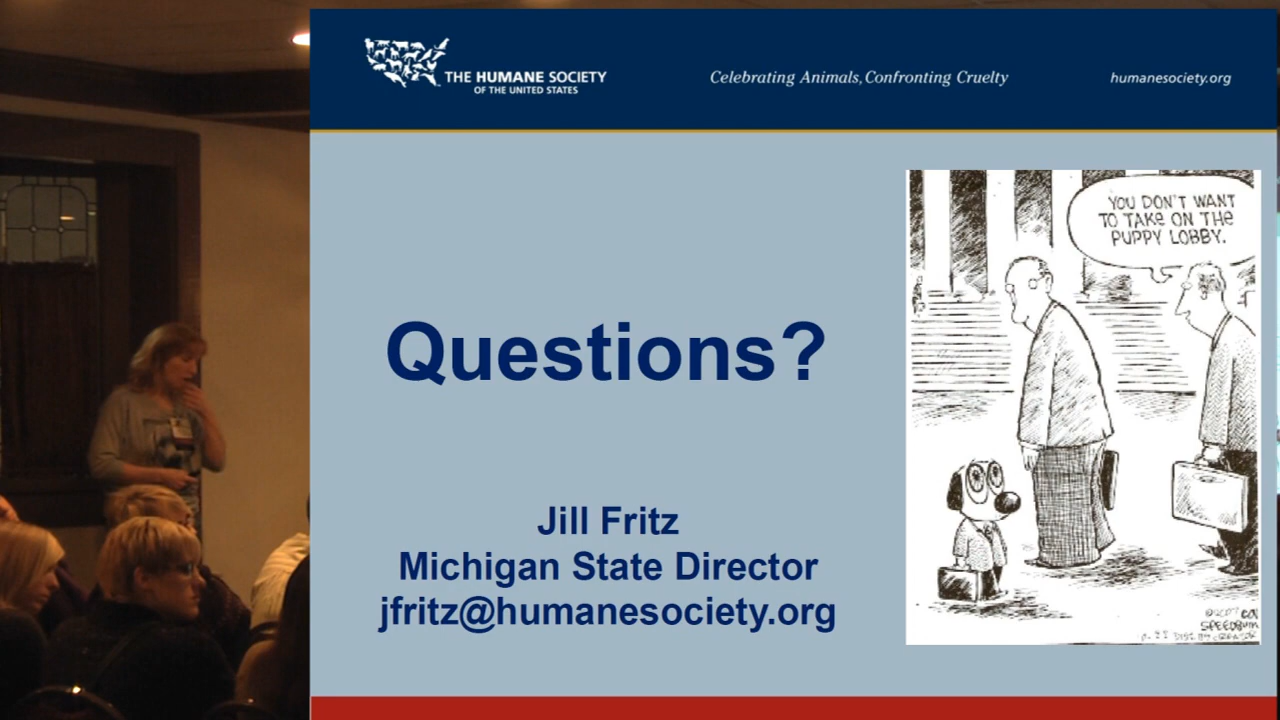 THE HUMANE SOCIETY
OF THE UNITED STATES
Celebrating Animals, Confronting Cruelty
humanesociety.org
YOU DON'T WANT
TO TAKE ON THE
PUPPY LOBBY.
Questions?
Jill Fritz
Michigan State Director
jfritz@humanesociety.org
SPEEDBUMP